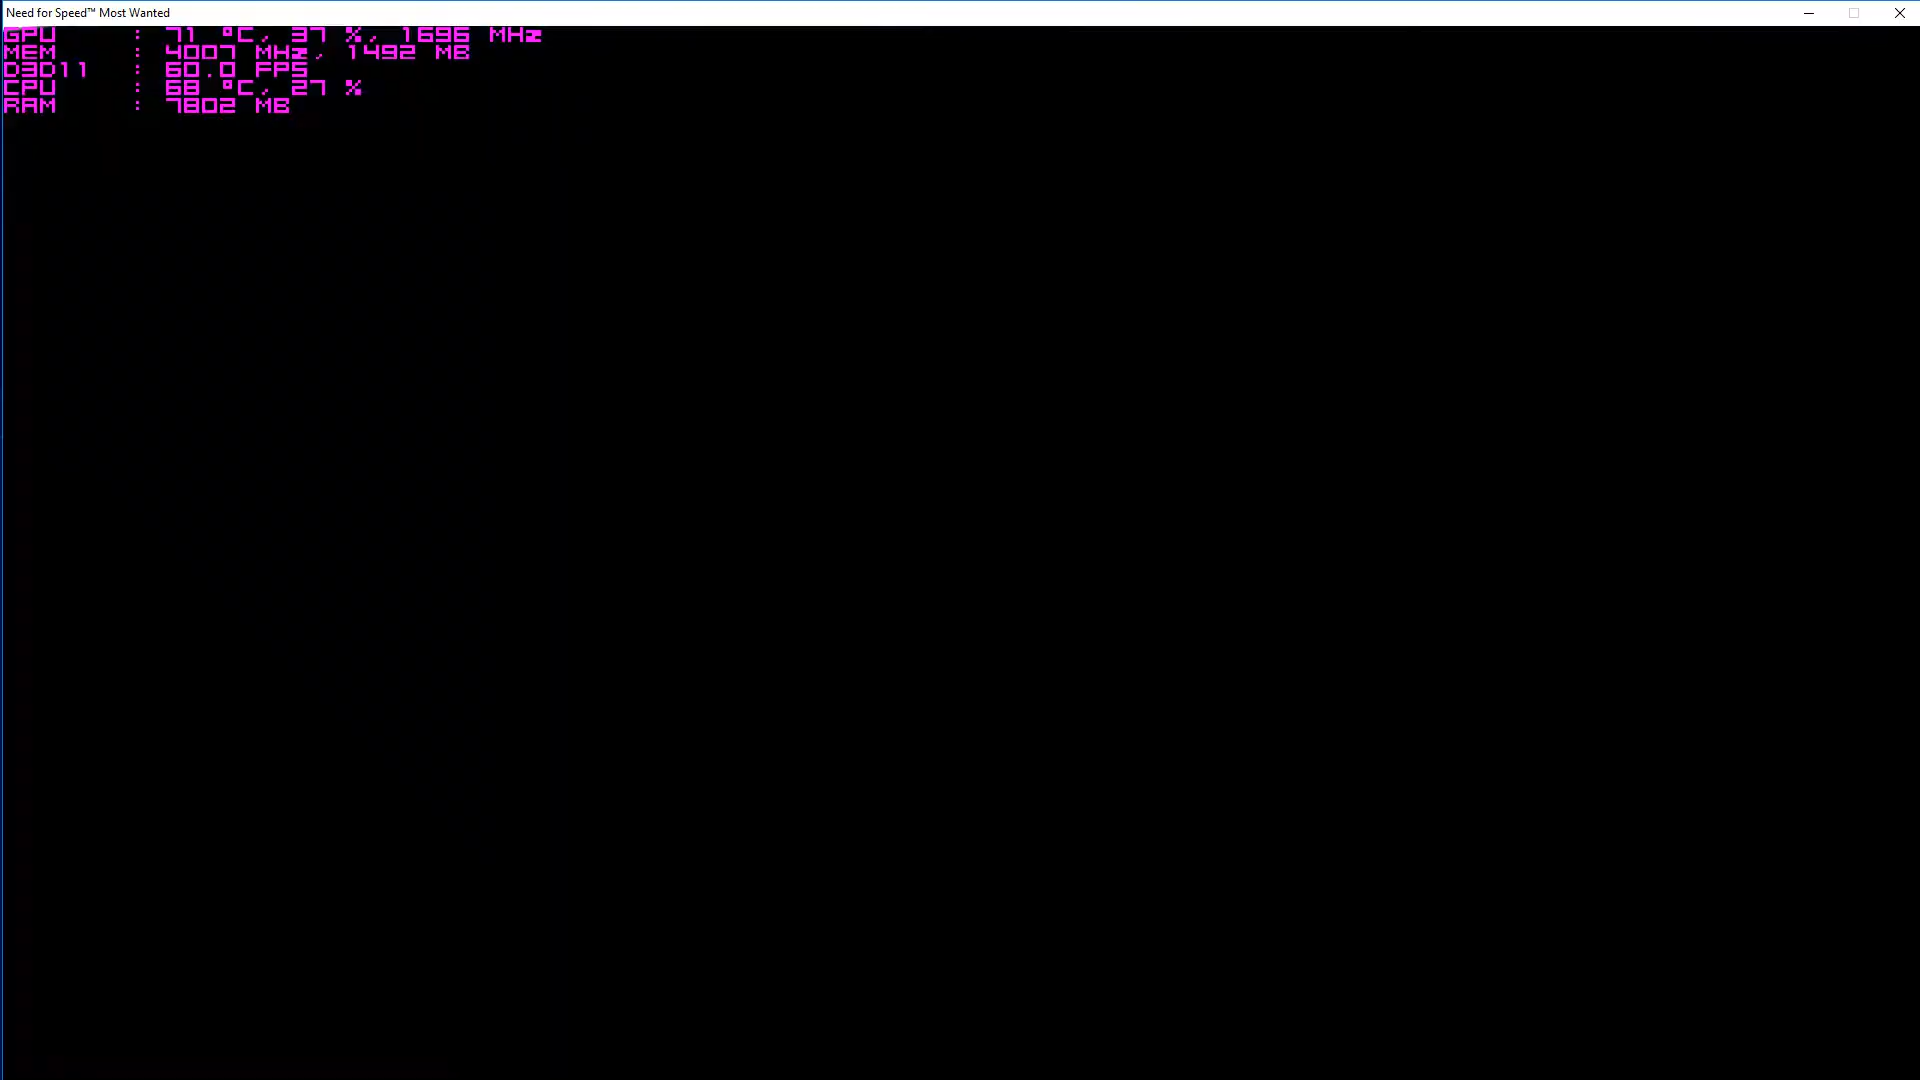 Need for Speed™ Most Wanted
GPU : 71 °C, 37 %, 1696 MHz
MEM : 4007 MHz, 1492 MB
D3D11 : 60.0 FPS
CPU : 68 °C, 27 %
RAM : 7802 MB